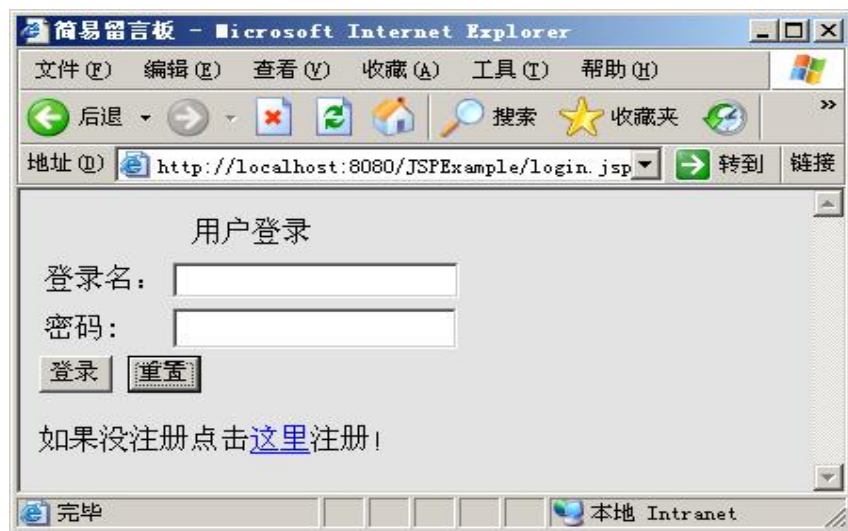 简易留言板 - Microsoft Internet Explorer
文件(F) 编辑(E) 查看(V) 收藏(A) 工具(T) 帮助(H)
后退 搜索 收藏夹 »
地址(D) http://localhost:8080/JSPExample/login.jsp 转到 链接
用户登录
登录名：
密码：
登录 重置
如果没注册点击这里注册！
完毕 本地 Intranet